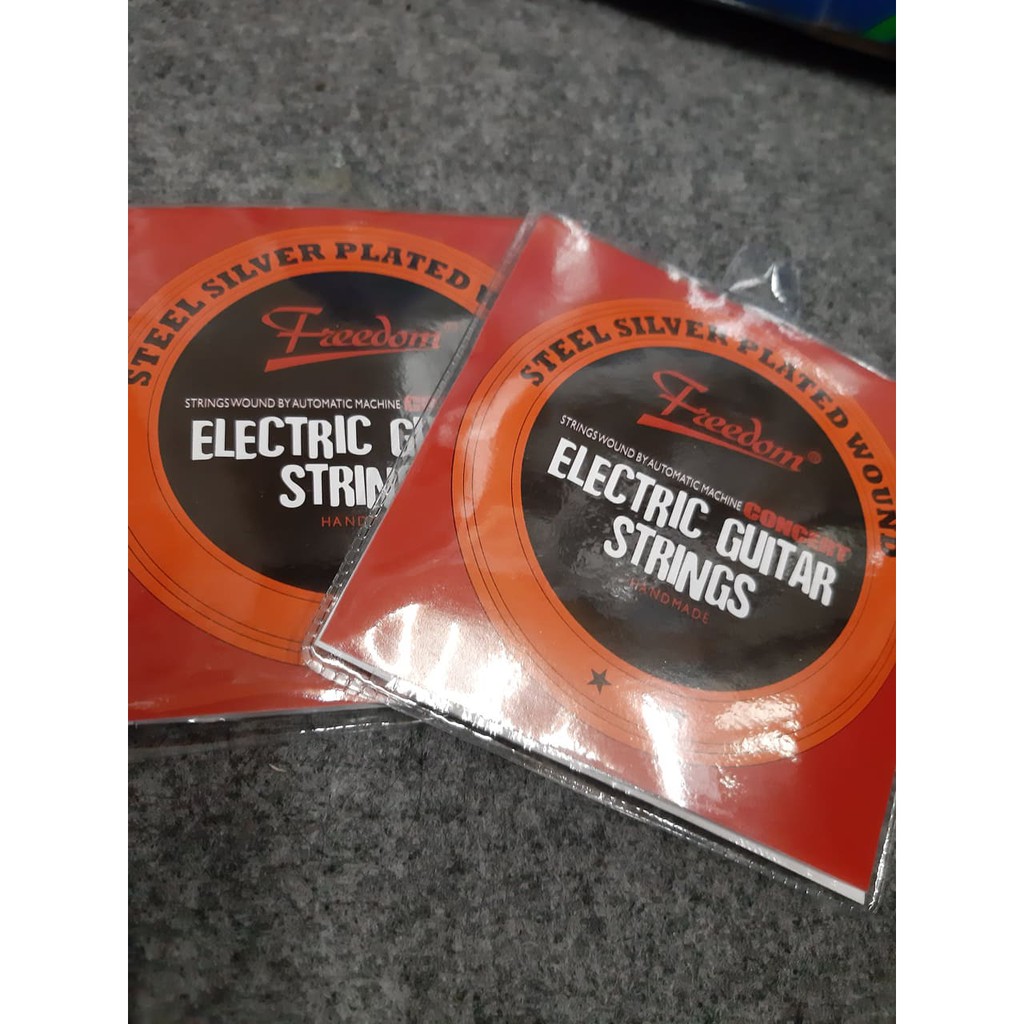 STEEL SILVER PLATED
Freedom
STRINGS WOUND BY AUTOMATIC MACHINE
ELECTRIC
STRIN
HAND
STEEL SILVER PLATED WOUND
Freedom®
STRINGS WOUND BY AUTOMATIC MACHINE CONCERT
ELECTRIC GUITAR
STRINGS
HANDMADE